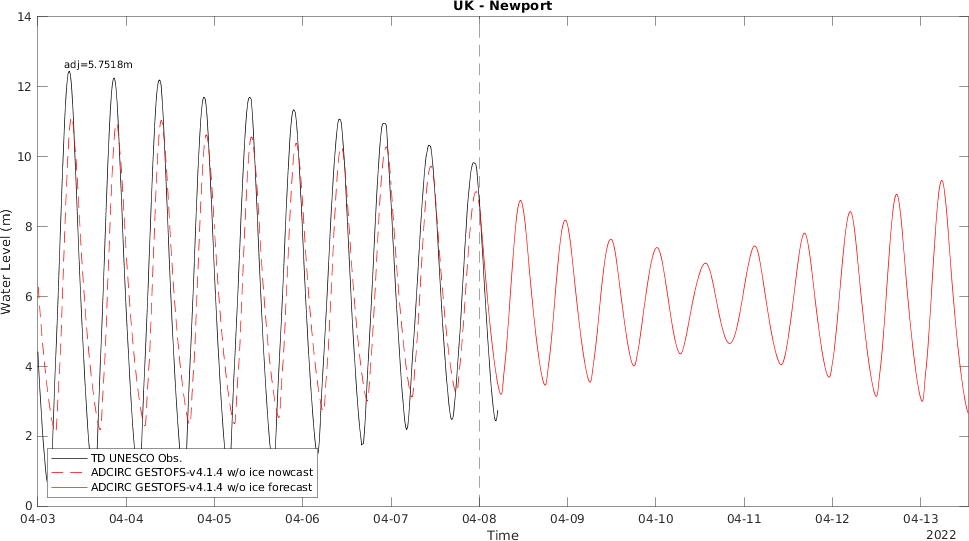 UK - Newport
14
12
10
8
6
4
2
0
Water Level (m)
adj=5.7518m
TD UNESCO Obs.
ADCIRC GESTOFS-v4.1.4 w/o ice nowcast
ADCIRC GESTOFS-v4.1.4 w/o ice forecast
04-03 04-04 04-05 04-06 04-07 04-08 04-09 04-10 04-11 04-12 04-13
Time
2022